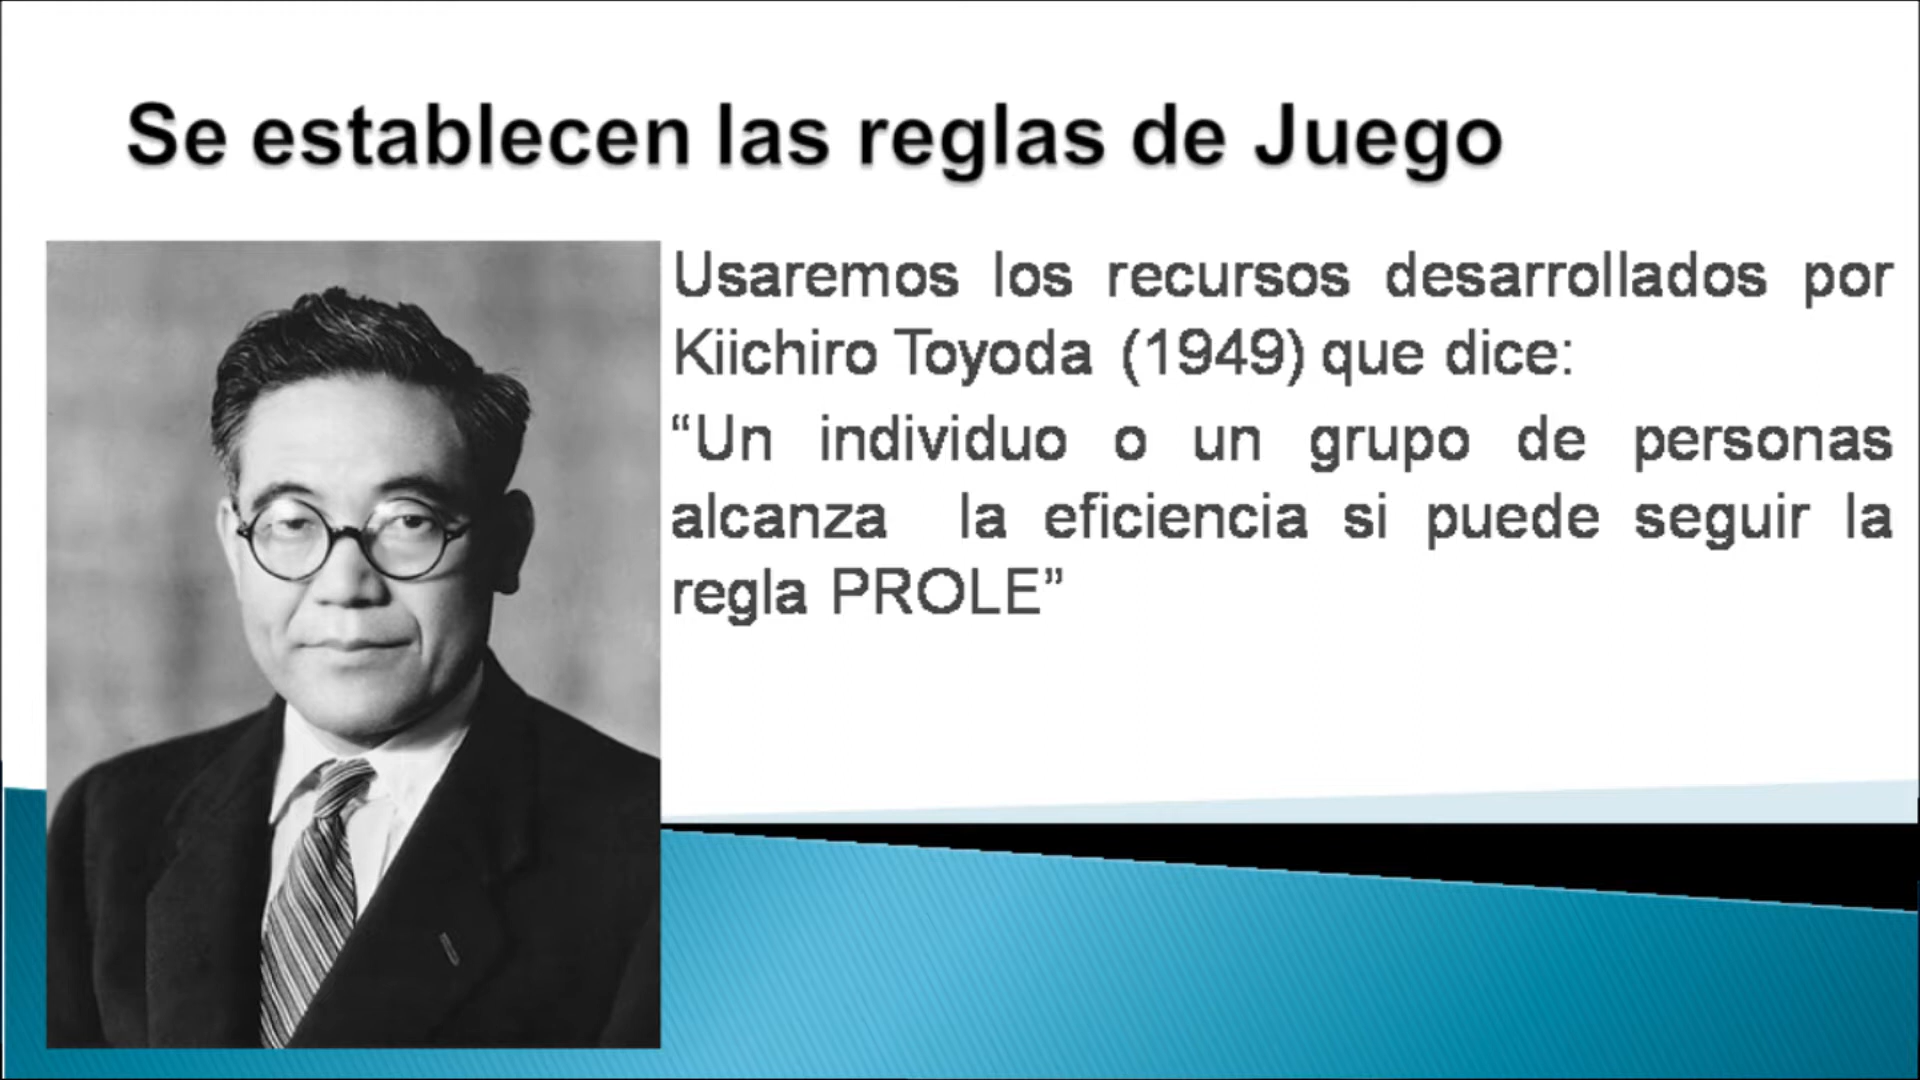 Se establecen las reglas de Juego
Usaremos los recursos desarrollados por
Kiichiro Toyoda (1949) que dice:
“Un individuo o un grupo de personas
alcanza la eficiencia si puede seguir la
regla PROLE”